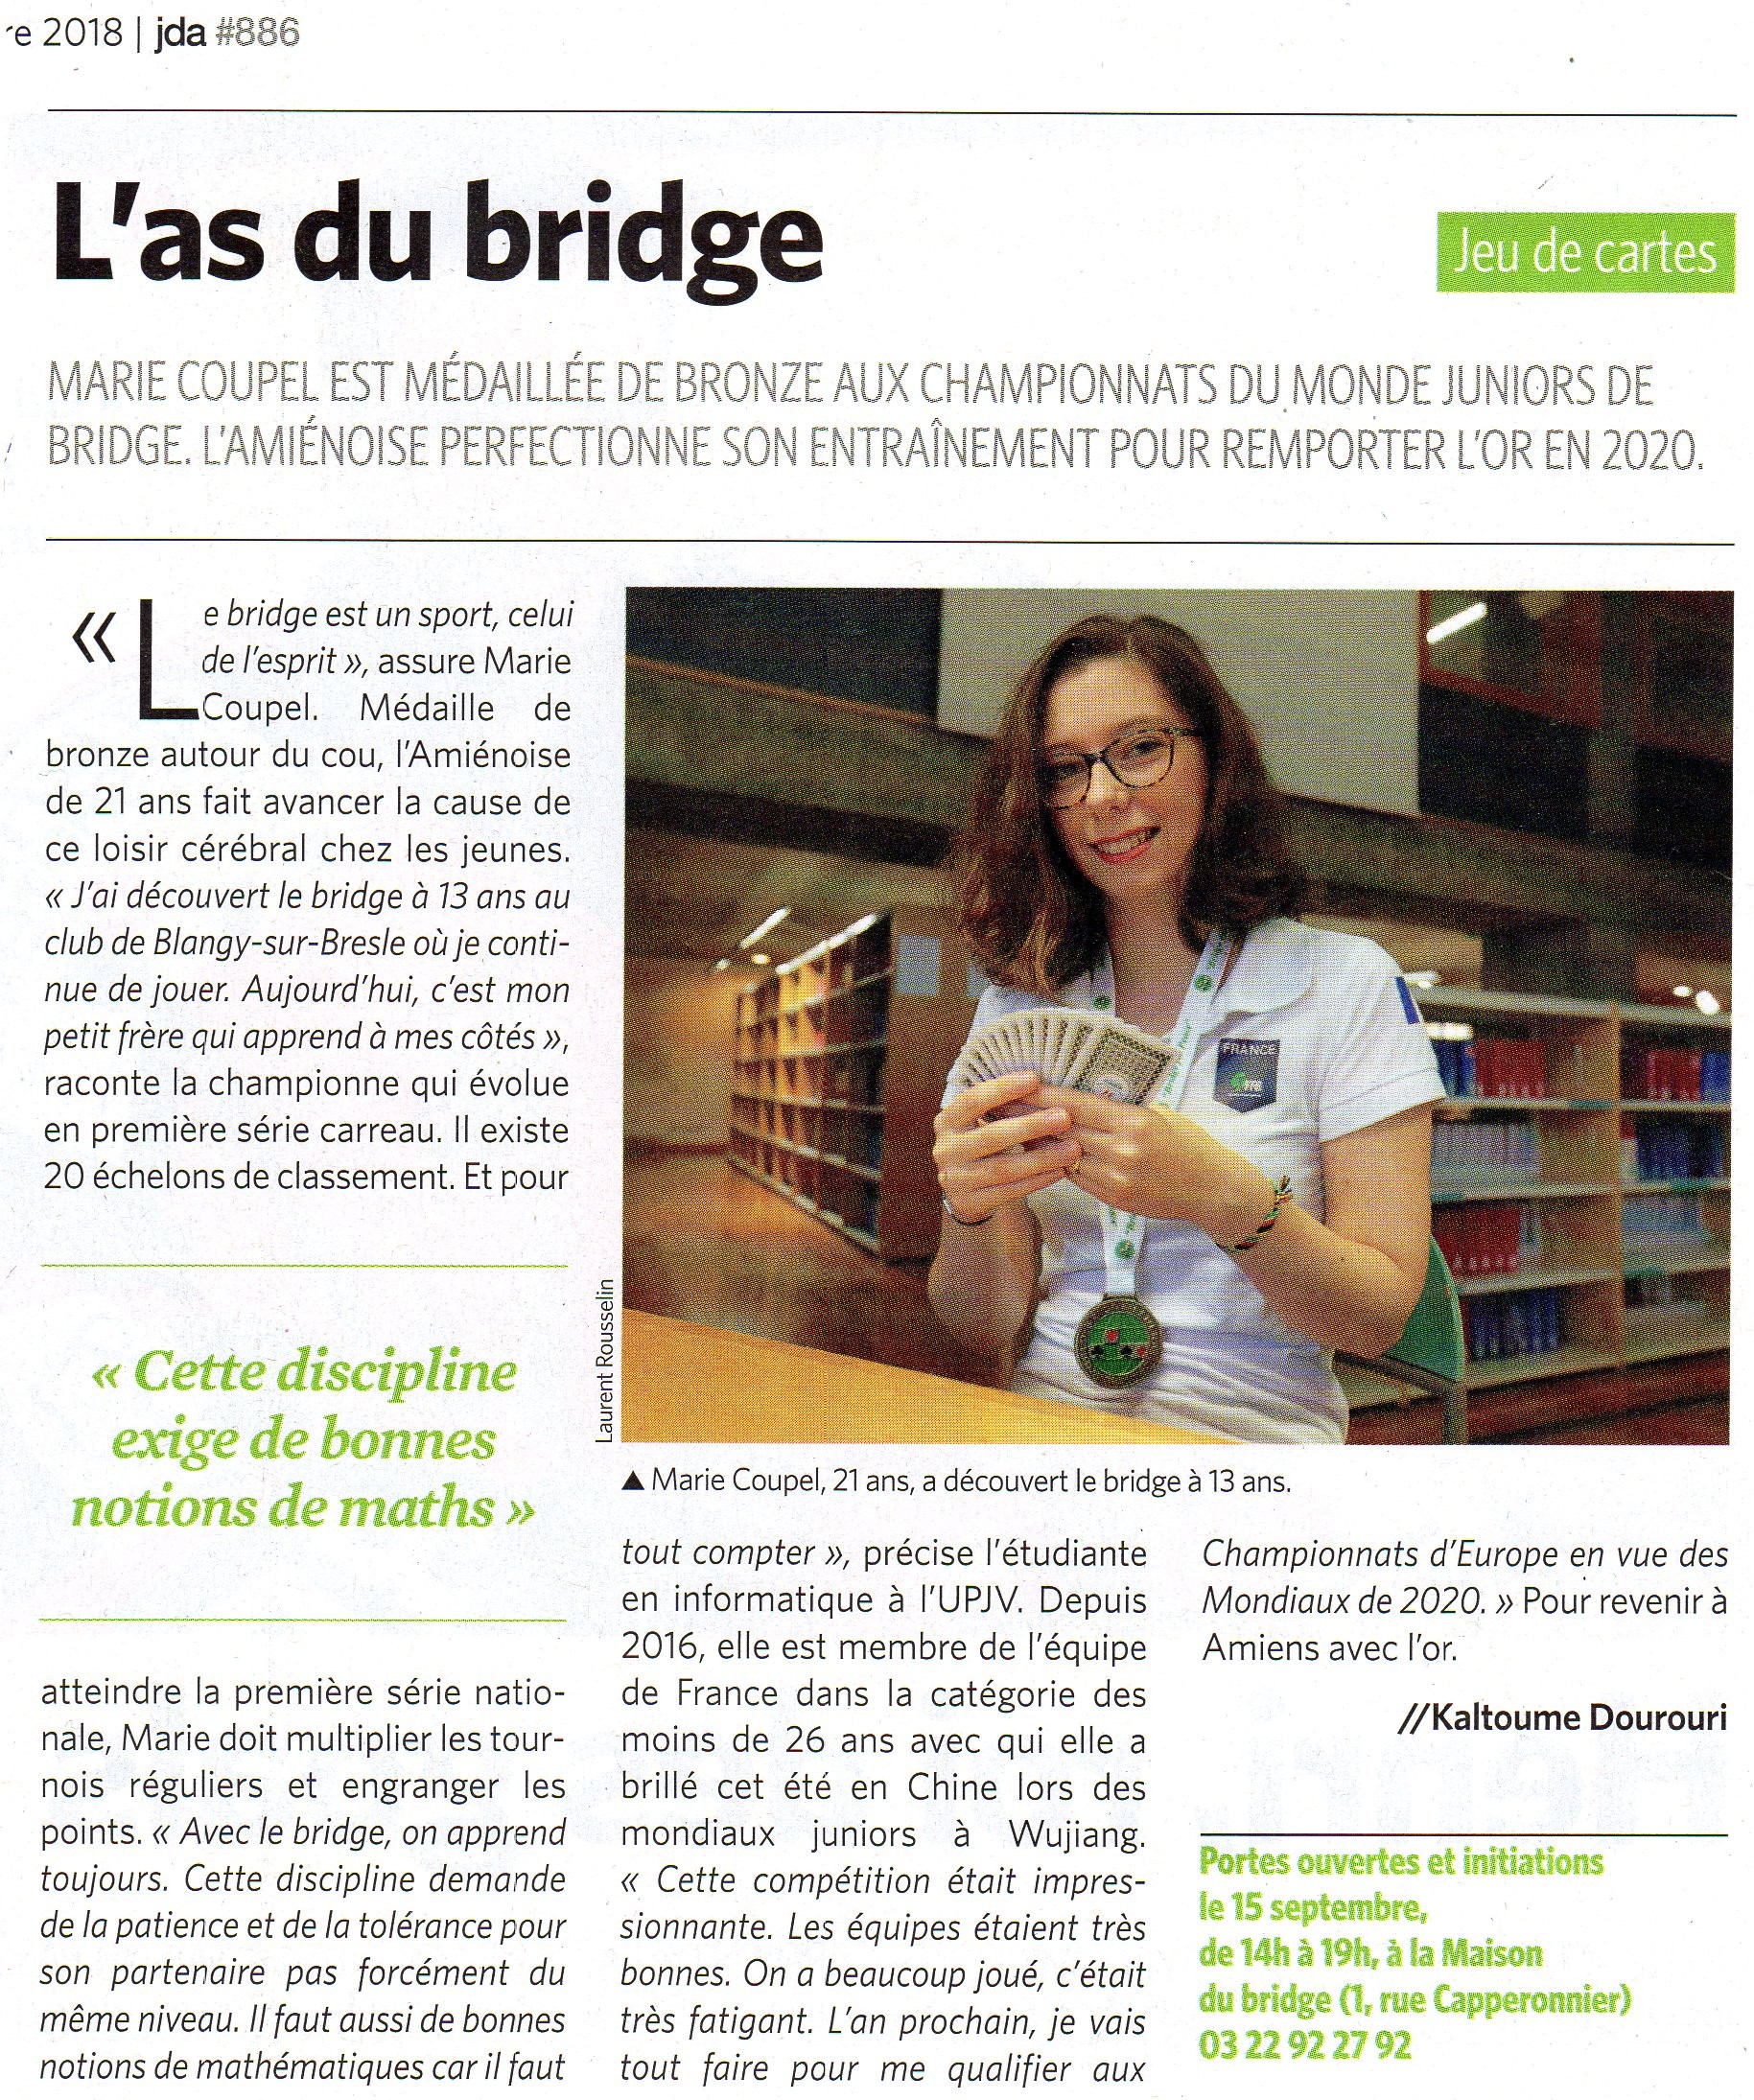 2018 | jda #886
L'as du bridge
Jeu de cartes
MARIE COUPEL EST MÉDAILLÉE DE BRONZE AUX CHAMPIONNATS DU MONDE JUNIORS DE
BRIDGE. L'AMIÉNOISE PERFECTIONNE SON ENTRAÎNEMENT POUR REMPORTER L'OR EN 2020.
« Le bridge est un sport, celui
de l'esprit », assure Marie
Coupel. Médaille de
bronze autour du cou, l'Amiénoise
de 21 ans fait avancer la cause de
ce loisir cérébral chez les jeunes.
« J'ai découvert le bridge à 13 ans au
club de Blangy-sur-Bresle où je conti-
nue de jouer. Aujourd'hui, c'est mon
petit frère qui apprend à mes côtés »,
raconte la championne qui évolue
en première série carreau. Il existe
20 échelons de classement. Et pour
« Cette discipline
exige de bonnes
notions de maths »
atteindre la première série natio-
nale, Marie doit multiplier les tour-
nois réguliers et engranger les
points. « Avec le bridge, on apprend
toujours. Cette discipline demande
de la patience et de la tolérance pour
son partenaire pas forcément du
même niveau. Il faut aussi de bonnes
notions de mathématiques car il faut
Laurent Rousselin
FRANCE
▲ Marie Coupel, 21 ans, a découvert le bridge à 13 ans.
tout compter », précise l'étudiante
en informatique à l'UPJV. Depuis
2016, elle est membre de l'équipe
de France dans la catégorie des
moins de 26 ans avec qui elle a
brillé cet été en Chine lors des
mondiaux juniors à Wujiang.
« Cette compétition était impres-
sionnante. Les équipes étaient très
bonnes. On a beaucoup joué, c'était
très fatigant. L'an prochain, je vais
tout faire pour me qualifier aux
Championnats d'Europe en vue des
Mondiaux de 2020. » Pour revenir à
Amiens avec l'or.
//Kaltoume Dourouri
Portes ouvertes et initiations
le 15 septembre,
de 14h à 19h, à la Maison
du bridge (1, rue Capperonnier)
03 22 92 27 92